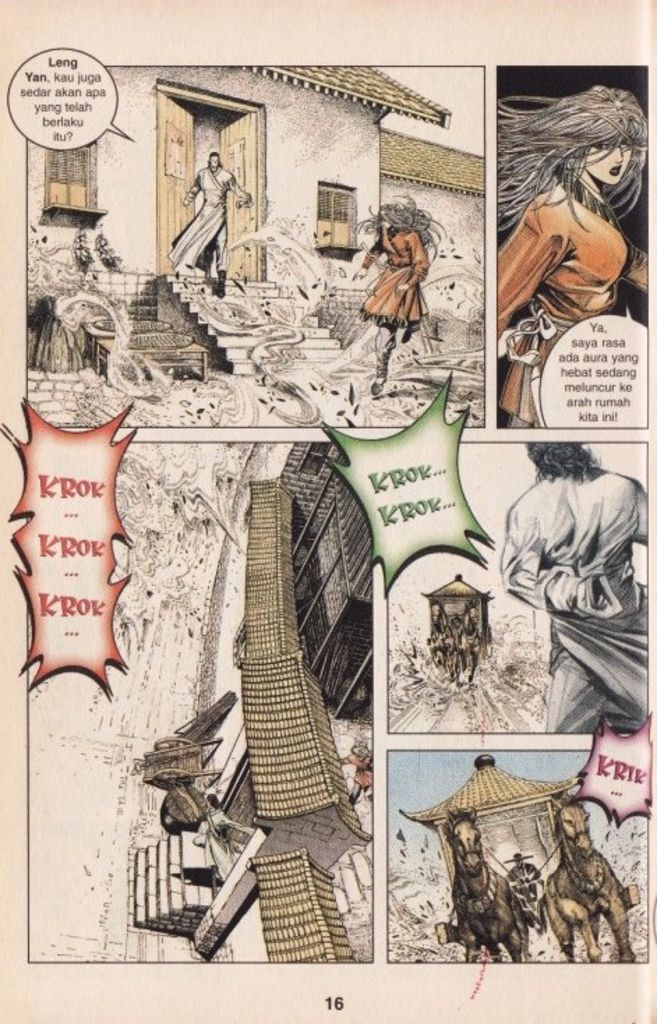 Leng
Yan, kau juga
sedar akan apa
yang telah
berlaku
itu?
Ya,
saya rasa
ada aura yang
hebat sedang
meluncur ke
arah rumah
kita ini!
KROK
...
KROK
...
KROK
...
KROK...
KROK...
KRIK
...
16